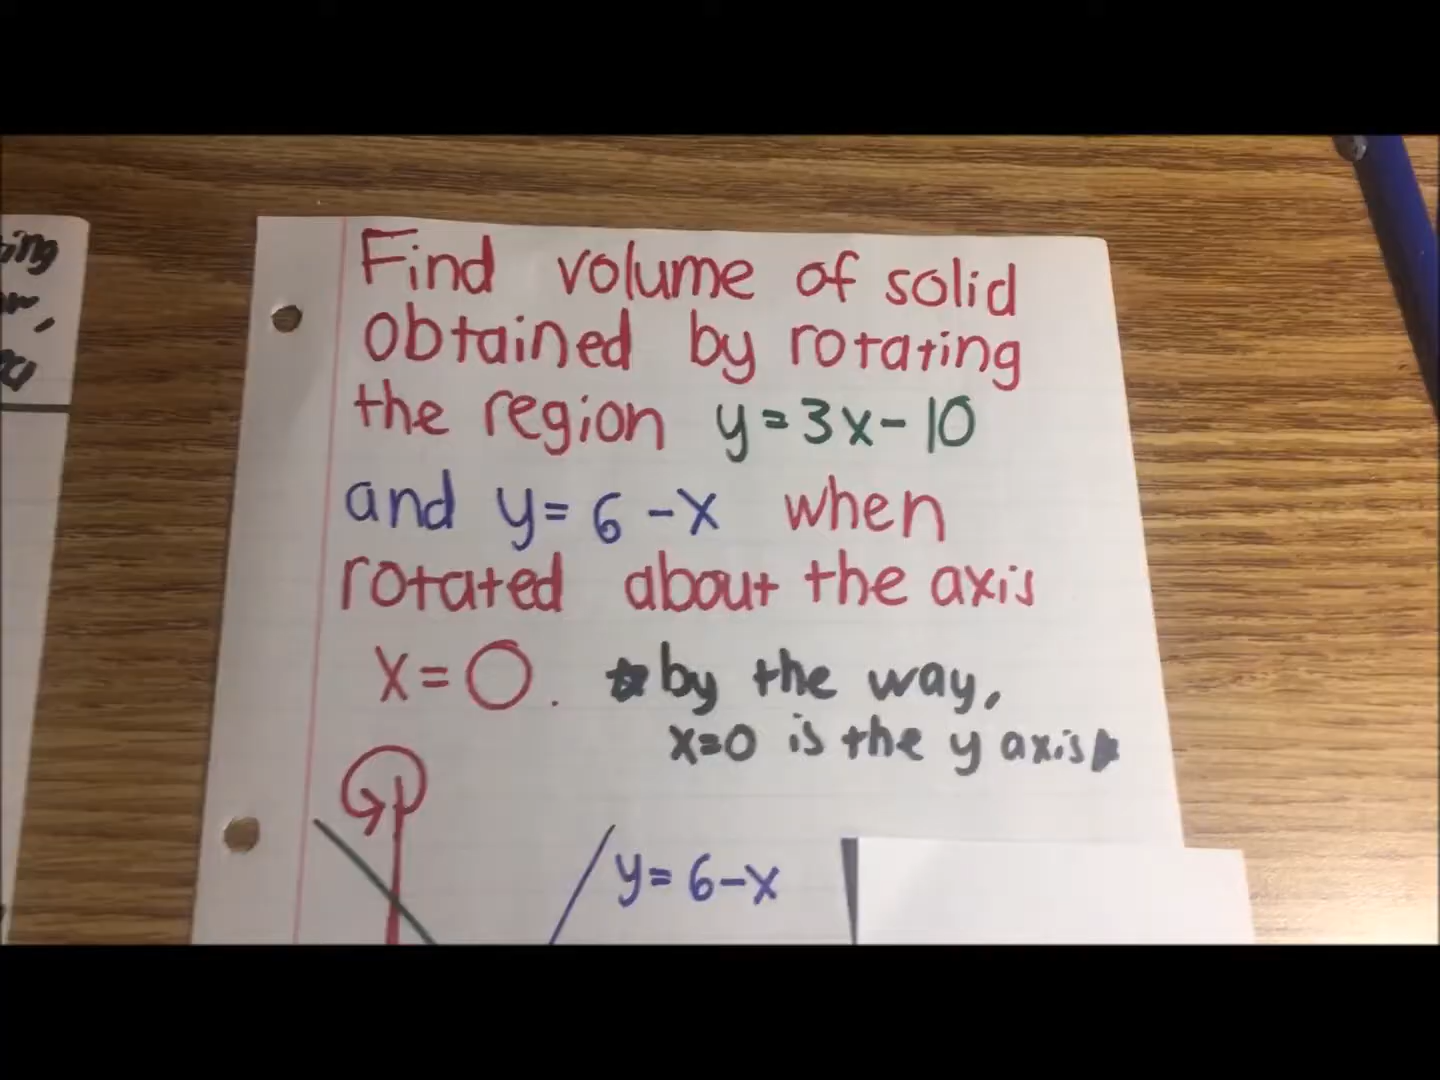 Find volume of solid
obtained by rotating
the region y=3x-10
and y=6-x when
rotated about the axis
x=0. by the way,
x=0 is the y axis
y=6-x